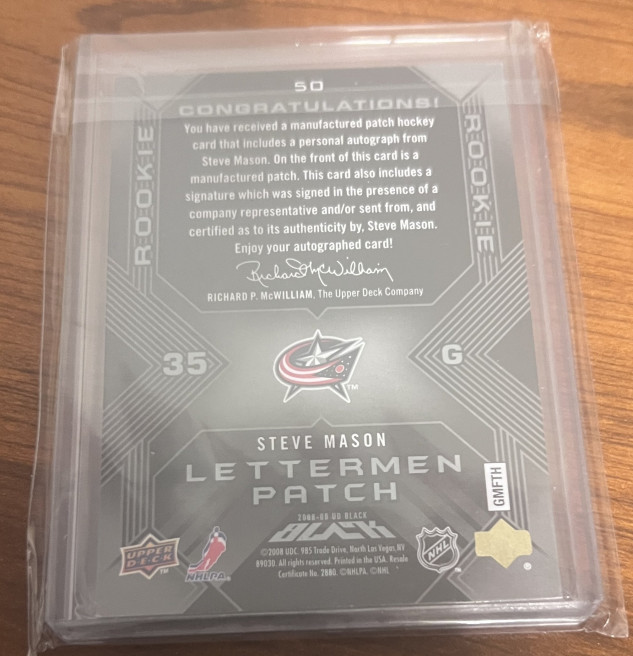 SO
CONGRATULATIONS!
You have received a manufactured patch hockey
card that includes a personal autograph from
Steve Mason. On the front of this card is a
manufactured patch. This card also includes a
signature which was signed in the presence of a
company representative and/or sent from, and
certified as to its authenticity by, Steve Mason.
Enjoy your autographed card!
Richard McWilliam
RICHARD P. McWILLIAM, The Upper Deck Company
ROOKIE
ROOKIE
35
G
TM
STEVE MASON
LETTERMEN
PATCH
GMFTH
2008-09 UD BLACK
BLACK
UPPER
DECK
TM
NHLPA
NHL
©2008 UDC. 985 Trade Drive, North Las Vegas, NV
89030. All rights reserved. Printed in the USA. Resale
Certificate No. 2880. ©NHLPA. ©NHL